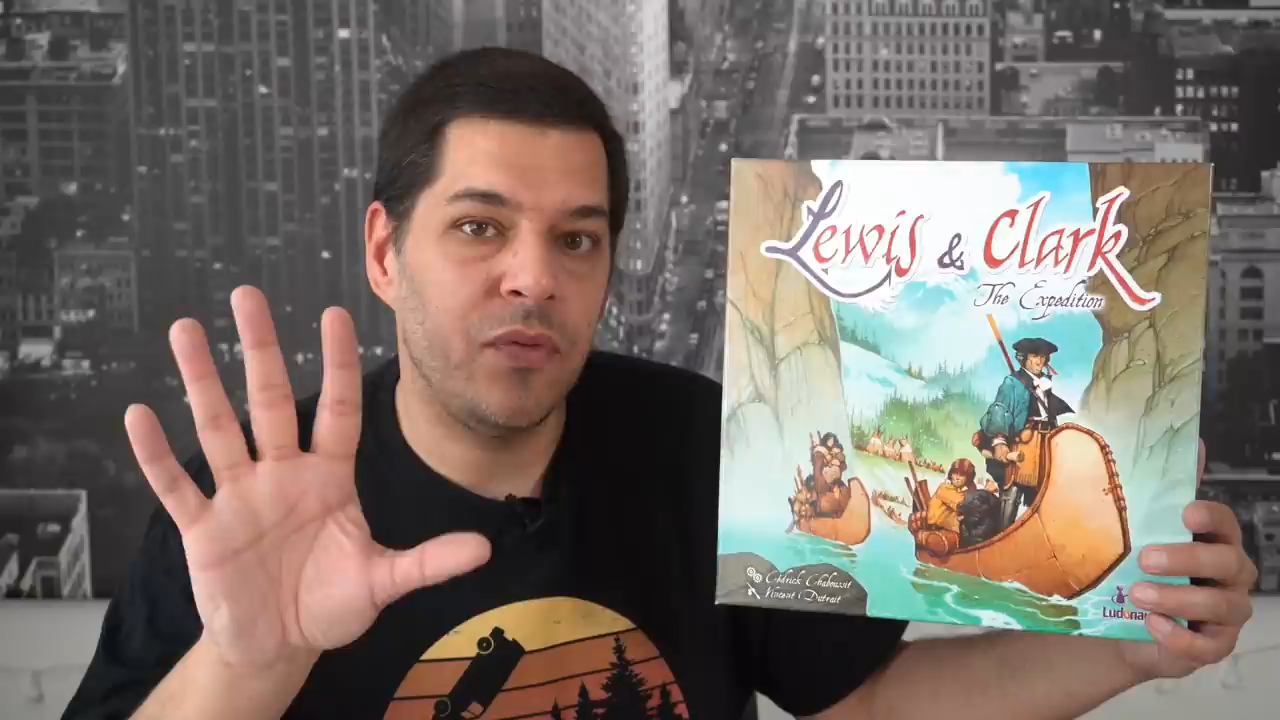 Lewis & Clark
The Expedition
Cédrick Chaboussit
Vincent Dutrait